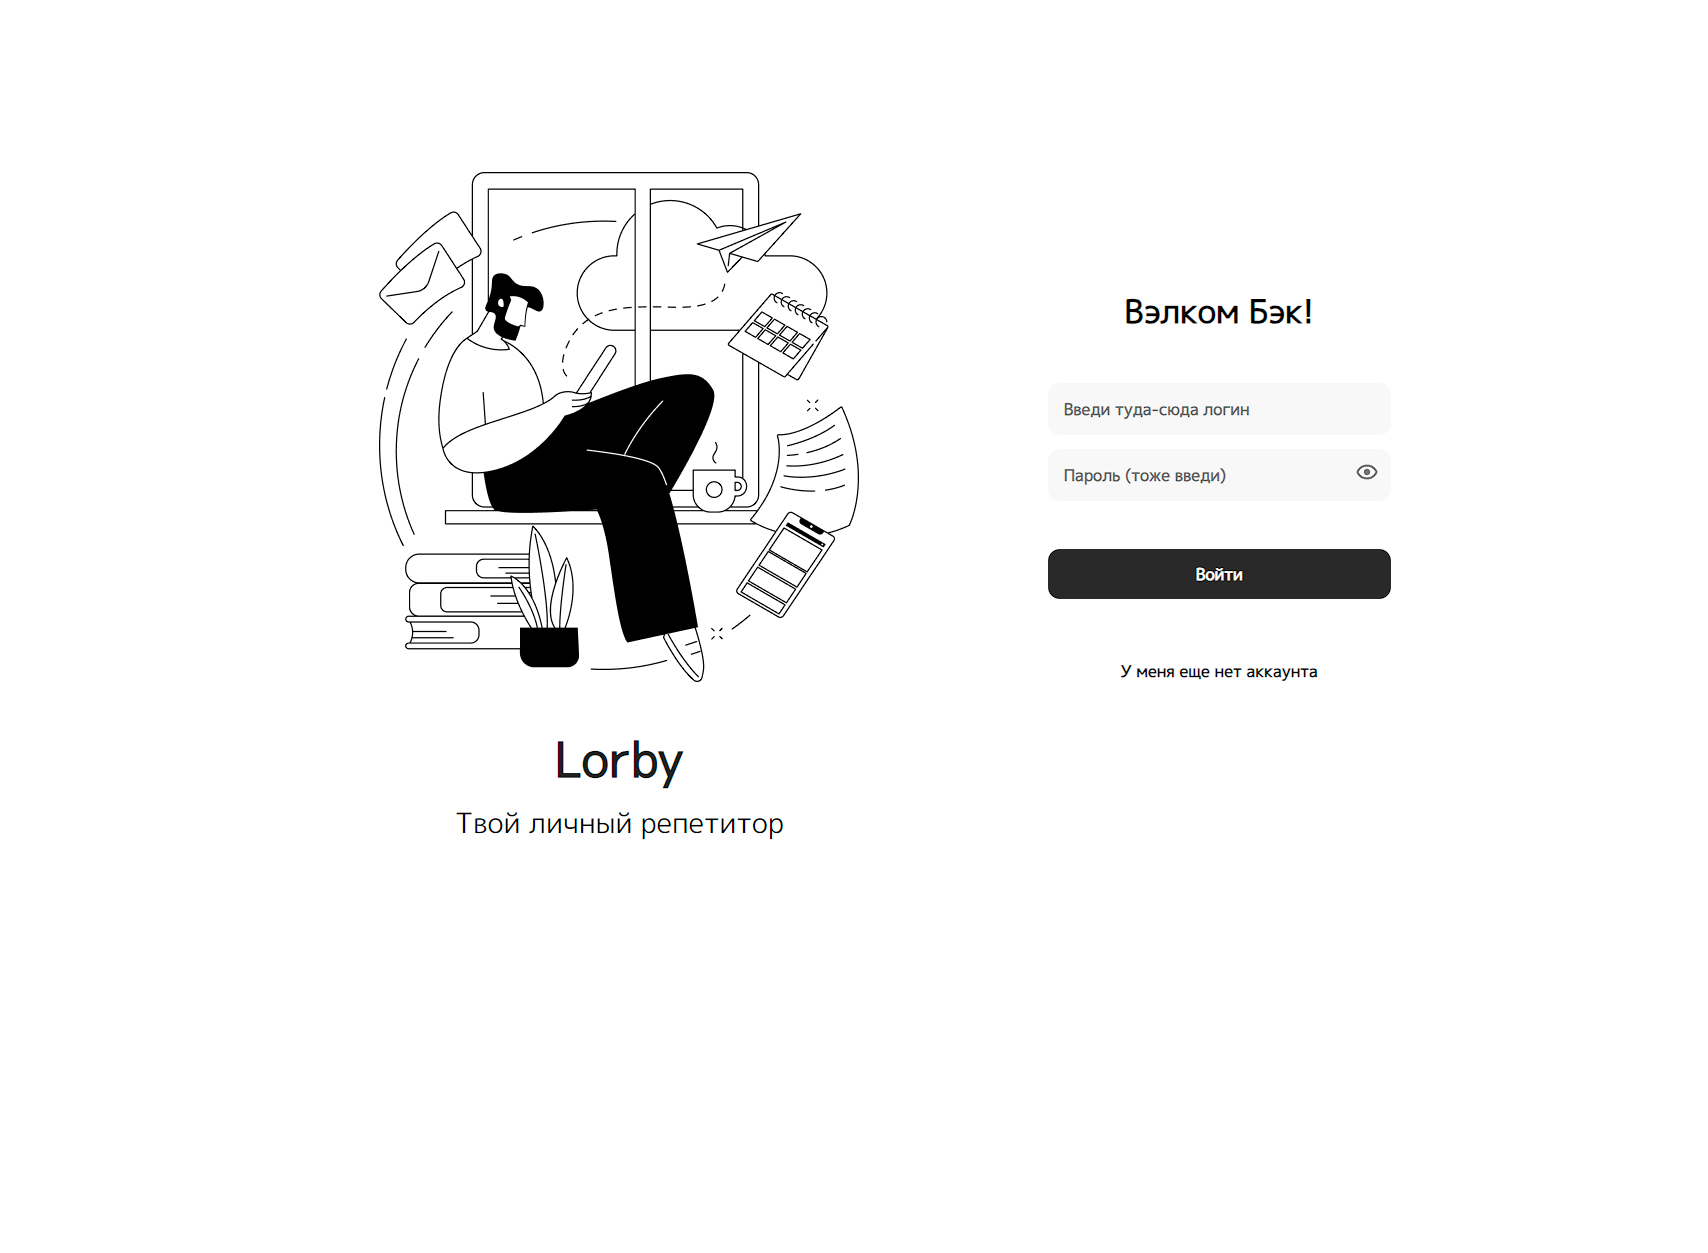 Lorby
Твой личный репетитор
Вэлком Бэк!
Введи туда-сюда логин
Пароль (тоже введи)
Войти
У меня еще нет аккаунта